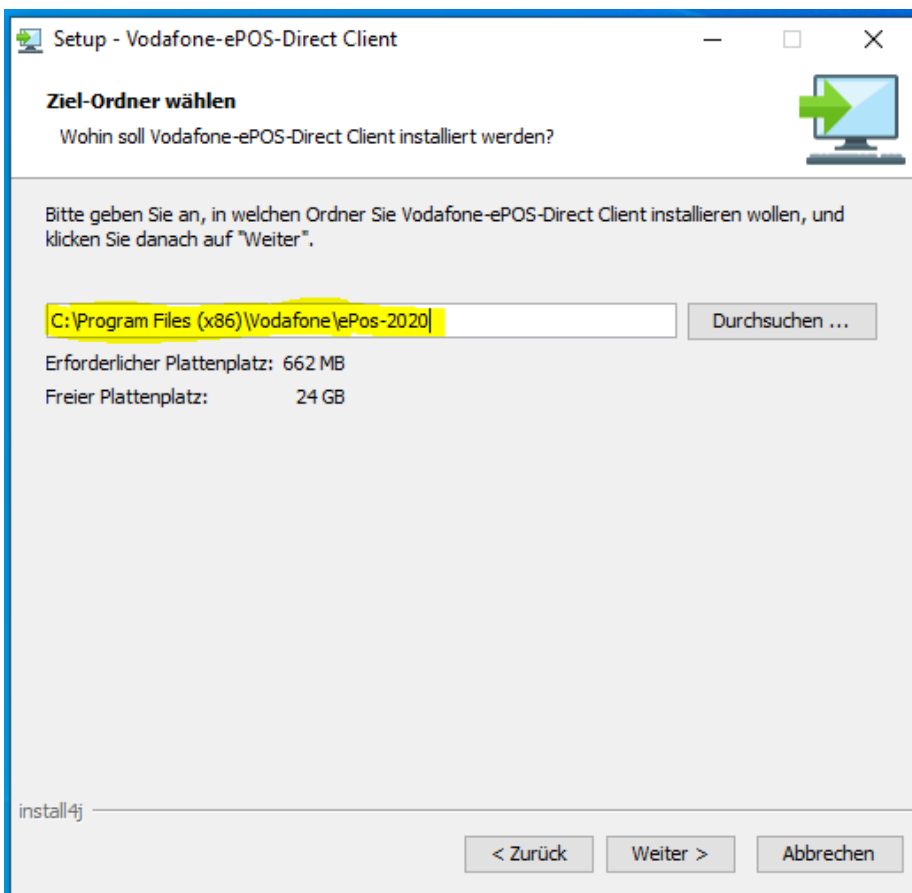 Setup - Vodafone-ePOS-Direct Client
Ziel-Ordner wählen
Wohin soll Vodafone-ePOS-Direct Client installiert werden?
Bitte geben Sie an, in welchen Ordner Sie Vodafone-ePOS-Direct Client installieren wollen, und
klicken Sie danach auf "Weiter".
C:\Program Files (x86)\Vodafone\ePos-2020
Durchsuchen ...
Erforderlicher Plattenplatz: 662 MB
Freier Plattenplatz: 24 GB
install4j
< Zurück
Weiter >
Abbrechen